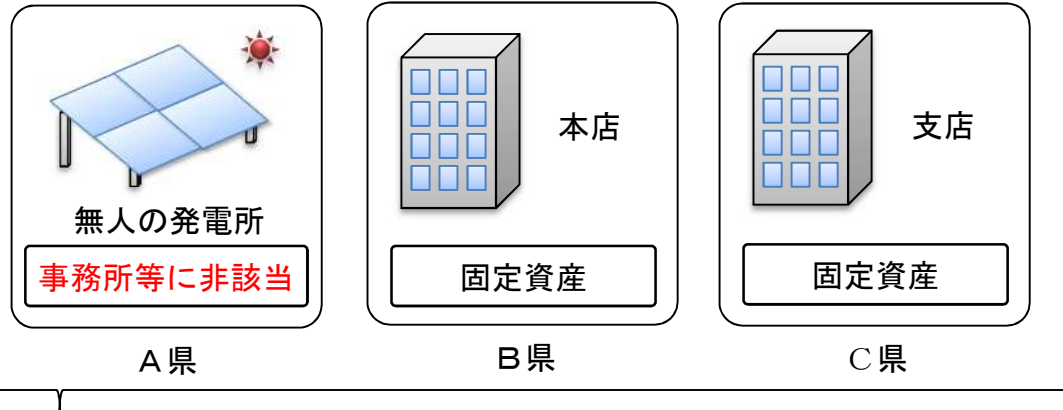 本店
支店
無人の発電所
事務所等に非該当
固定資産
固定資産
A県
B県
C県